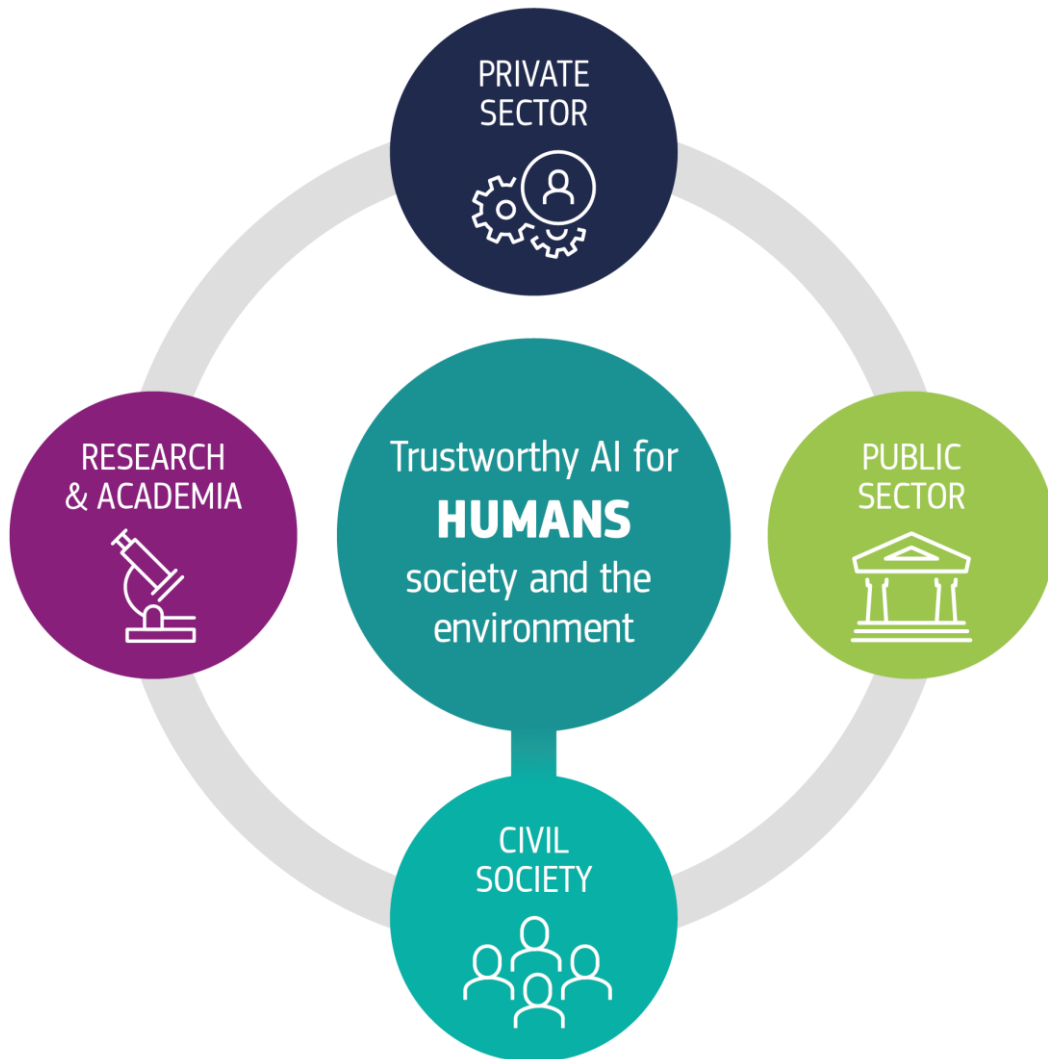 PRIVATE
SECTOR
RESEARCH
& ACADEMIA
Trustworthy AI for
HUMANS
society and the
environment
PUBLIC
SECTOR
CIVIL
SOCIETY